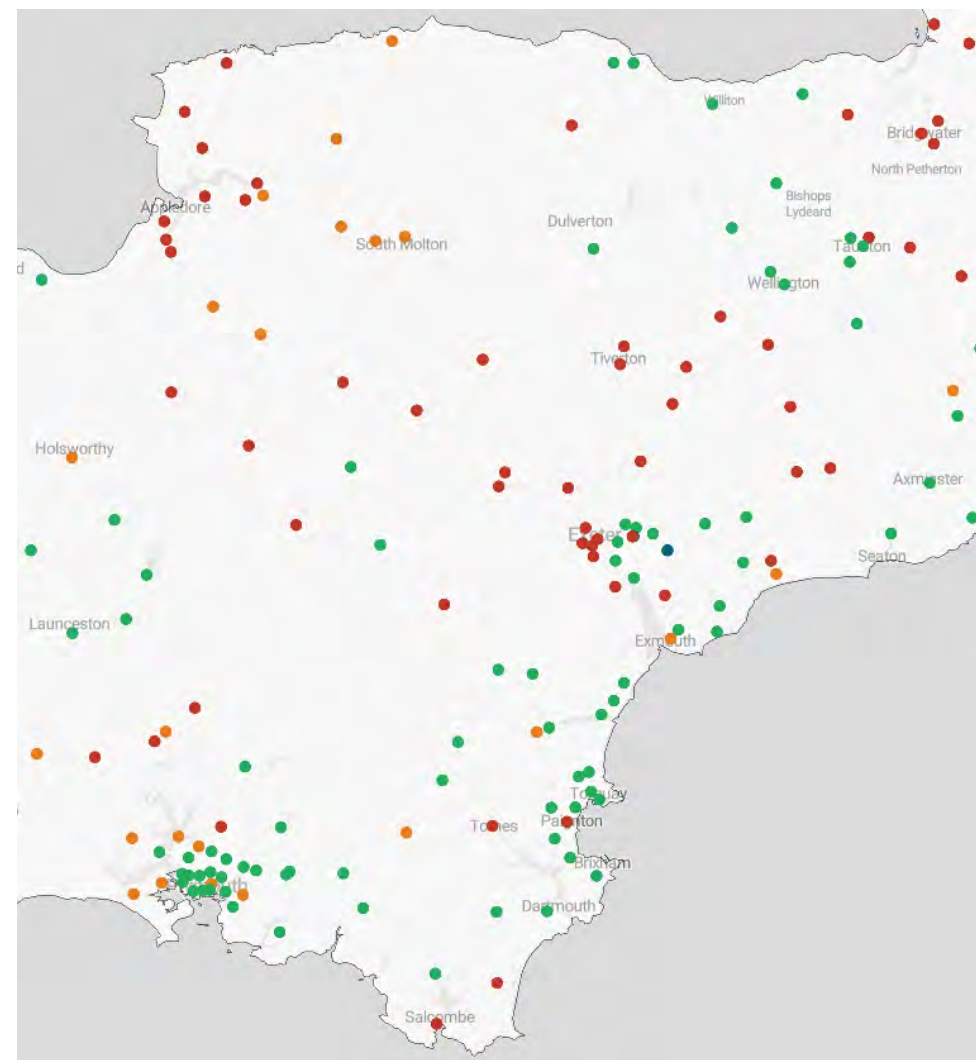 Williton
Bridgwater
North Petherton
Bishops
Lydeard
Appledore
Dulverton
South Molton
Taunton
d
Wellington
Tiverton
Holsworthy
Axminster
Exeter
Seaton
Launceston
Exmouth
Torquay
Totnes
Paignton
Brixham
Dartmouth
Salcombe